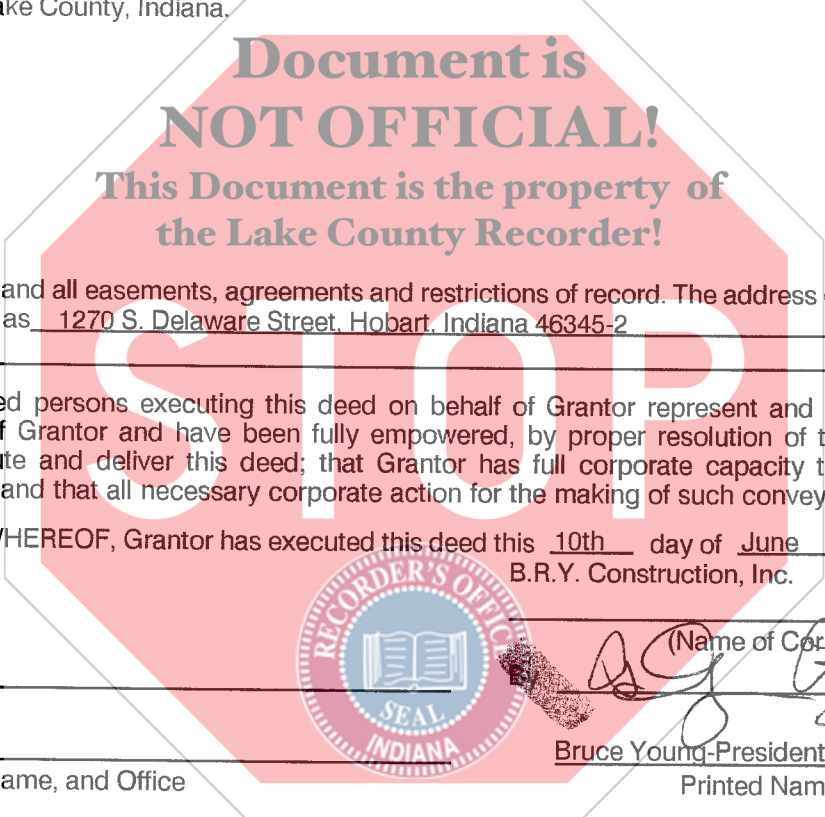 ke County, Indiana.
Document is
NOT OFFICIAL!
This Document is the property of
the Lake County Recorder!
and all easements, agreements and restrictions of record. The address
as 1270 S. Delaware Street, Hobart, Indiana 46345-2
STOP
ed persons executing this deed on behalf of Grantor represent and
f Grantor and have been fully empowered, by proper resolution of t
te and deliver this deed; that Grantor has full corporate capacity t
and that all necessary corporate action for the making of such convey
WHEREOF, Grantor has executed this deed this 10th day of June
B.R.Y. Construction, Inc.
RECORDER'S OFFICE
SEAL
INDIANA
(Name of Cor
By
Bruce Young-President
ame, and Office
Printed Nam